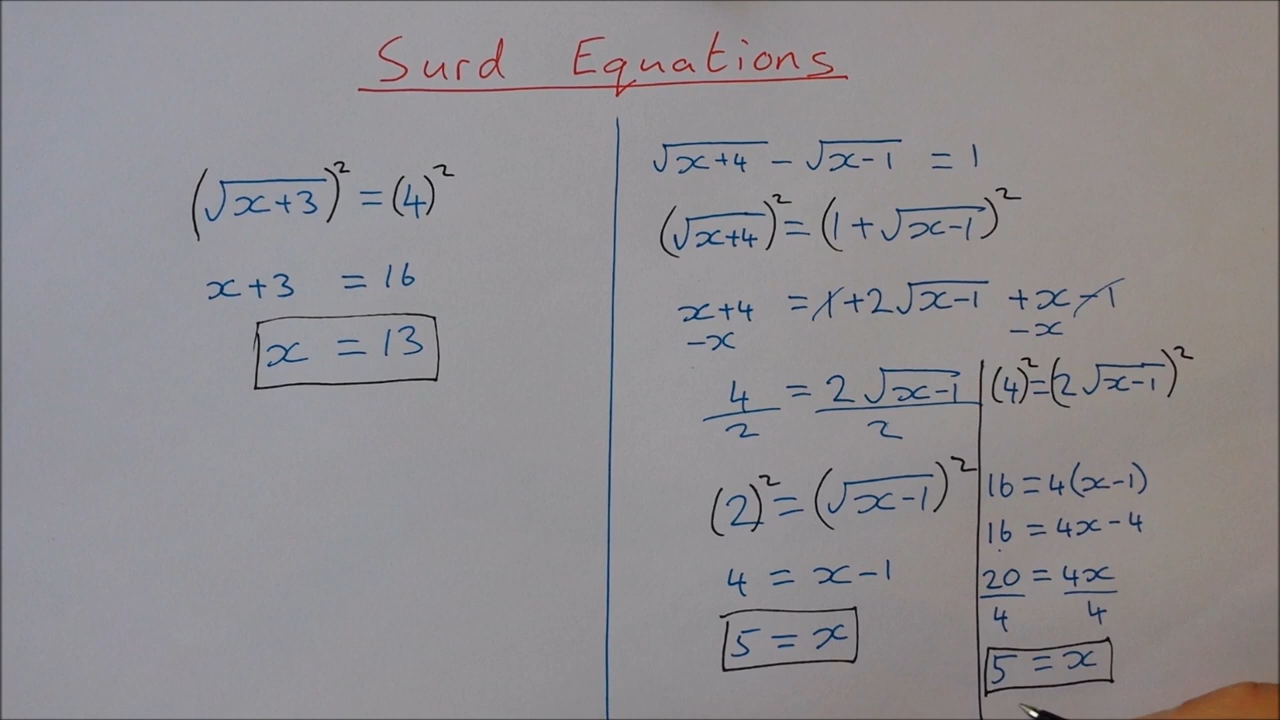 Surd Equations
(√(x+3))² = (4)²
x+3 = 16
x = 13
√(x+4) - √(x-1) = 1
(√(x+4))² = (1+√(x-1))²
x+4 = 1+2√(x-1) +x-1
-x -x
4/2 = 2√(x-1)/2
(2)² = (√(x-1))²
4 = x-1
5 = x
(4)² = (2√(x-1))²
16 = 4(x-1)
16 = 4x-4
20/4 = 4x/4
5 = x